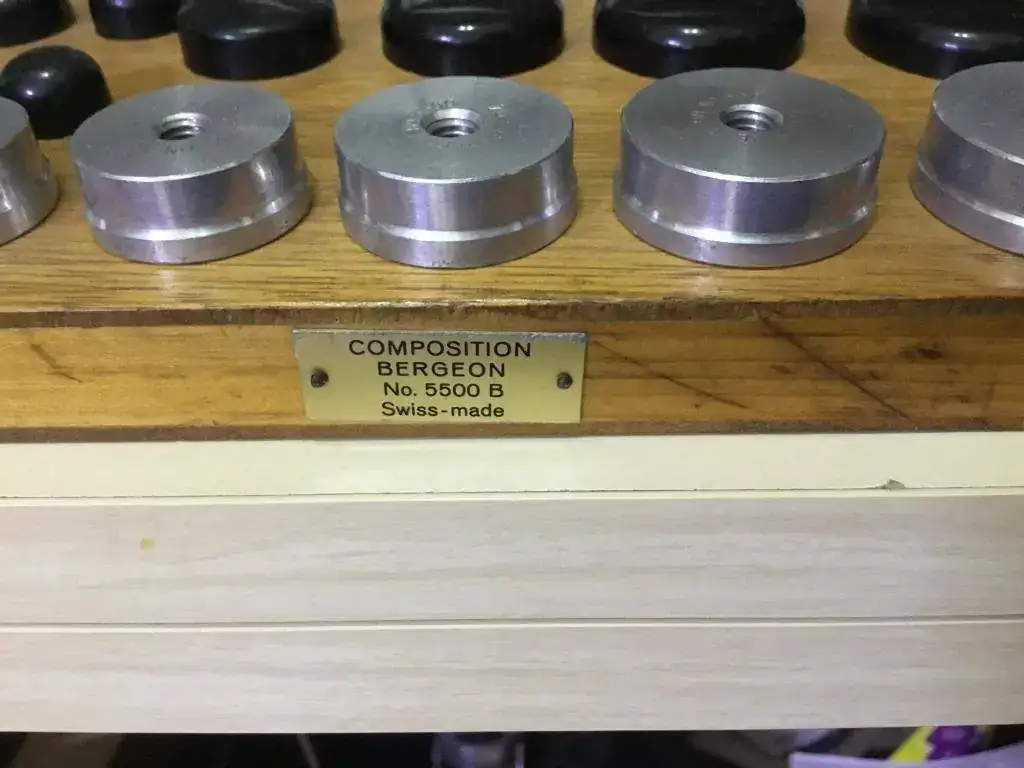 COMPOSITION
BERGEON
No. 5500 B
Swiss-made